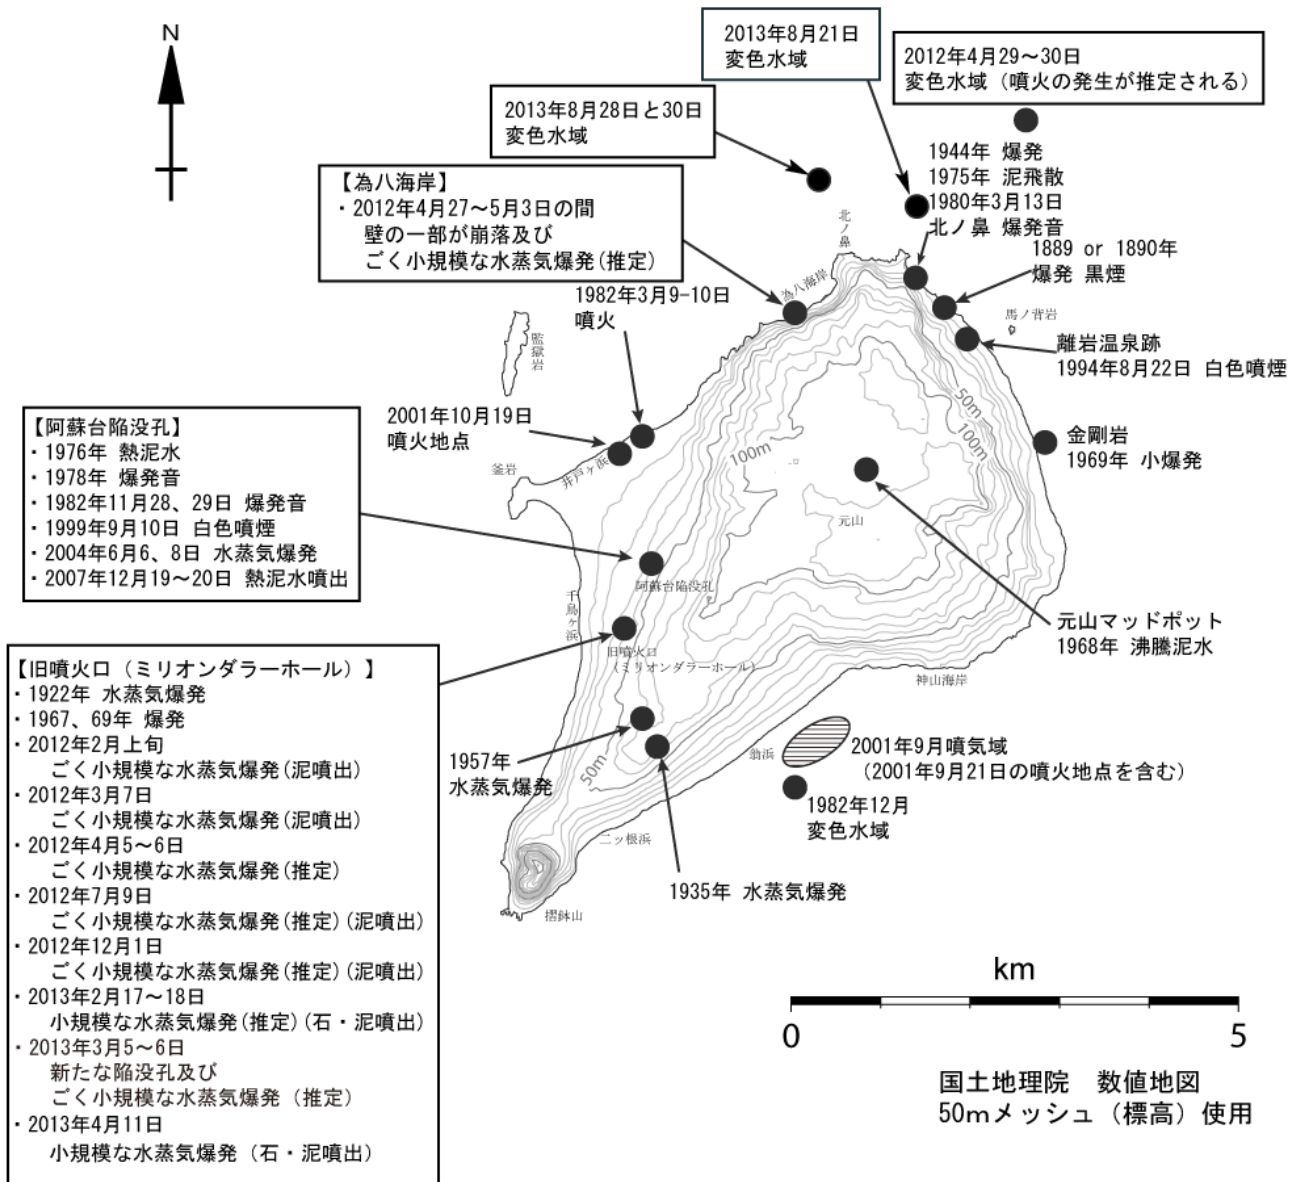 N
2013年8月21日
変色水域
2012年4月29～30日
変色水域（噴火の発生が推定される）
2013年8月28日と30日
変色水域
1944年 爆発
1975年 泥飛散
1980年3月13日
北ノ鼻 爆発音
【為八海岸】
・2012年4月27～5月3日の間
壁の一部が崩落及び
ごく小規模な水蒸気爆発(推定)
北ノ鼻
1889 or 1890年
爆発 黒煙
為八海岸
1982年3月9-10日
噴火
馬ノ背岩
監獄岩
離岩温泉跡
1994年8月22日 白色噴煙
50m
100m
2001年10月19日
噴火地点
金剛岩
1969年 小爆発
100m
【阿蘇台陥没孔】
・1976年 熱泥水
・1978年 爆発音
・1982年11月28、29日 爆発音
・1999年9月10日 白色噴煙
・2004年6月6、8日 水蒸気爆発
・2007年12月19～20日 熱泥水噴出
釜岩
井戸ヶ浜
元山
阿蘇台陥没孔
千鳥ヶ浜
元山マッドポット
1968年 沸騰泥水
旧噴火口
（ミリオンダラーホール）
神山海岸
【旧噴火口（ミリオンダラーホール）】
・1922年 水蒸気爆発
・1967、69年 爆発
・2012年2月上旬
ごく小規模な水蒸気爆発(泥噴出)
・2012年3月7日
ごく小規模な水蒸気爆発(泥噴出)
・2012年4月5～6日
ごく小規模な水蒸気爆発(推定)
・2012年7月9日
ごく小規模な水蒸気爆発(推定)(泥噴出)
・2012年12月1日
ごく小規模な水蒸気爆発(推定)(泥噴出)
・2013年2月17～18日
小規模な水蒸気爆発(推定)(石・泥噴出)
・2013年3月5～6日
新たな陥没孔及び
ごく小規模な水蒸気爆発（推定）
・2013年4月11日
小規模な水蒸気爆発（石・泥噴出）
1957年
水蒸気爆発
50m
翁浜
2001年9月噴気域
（2001年9月21日の噴火地点を含む）
1982年12月
変色水域
二ッ根浜
1935年 水蒸気爆発
摺鉢山
km
0
5
国土地理院　数値地図
50mメッシュ（標高）使用